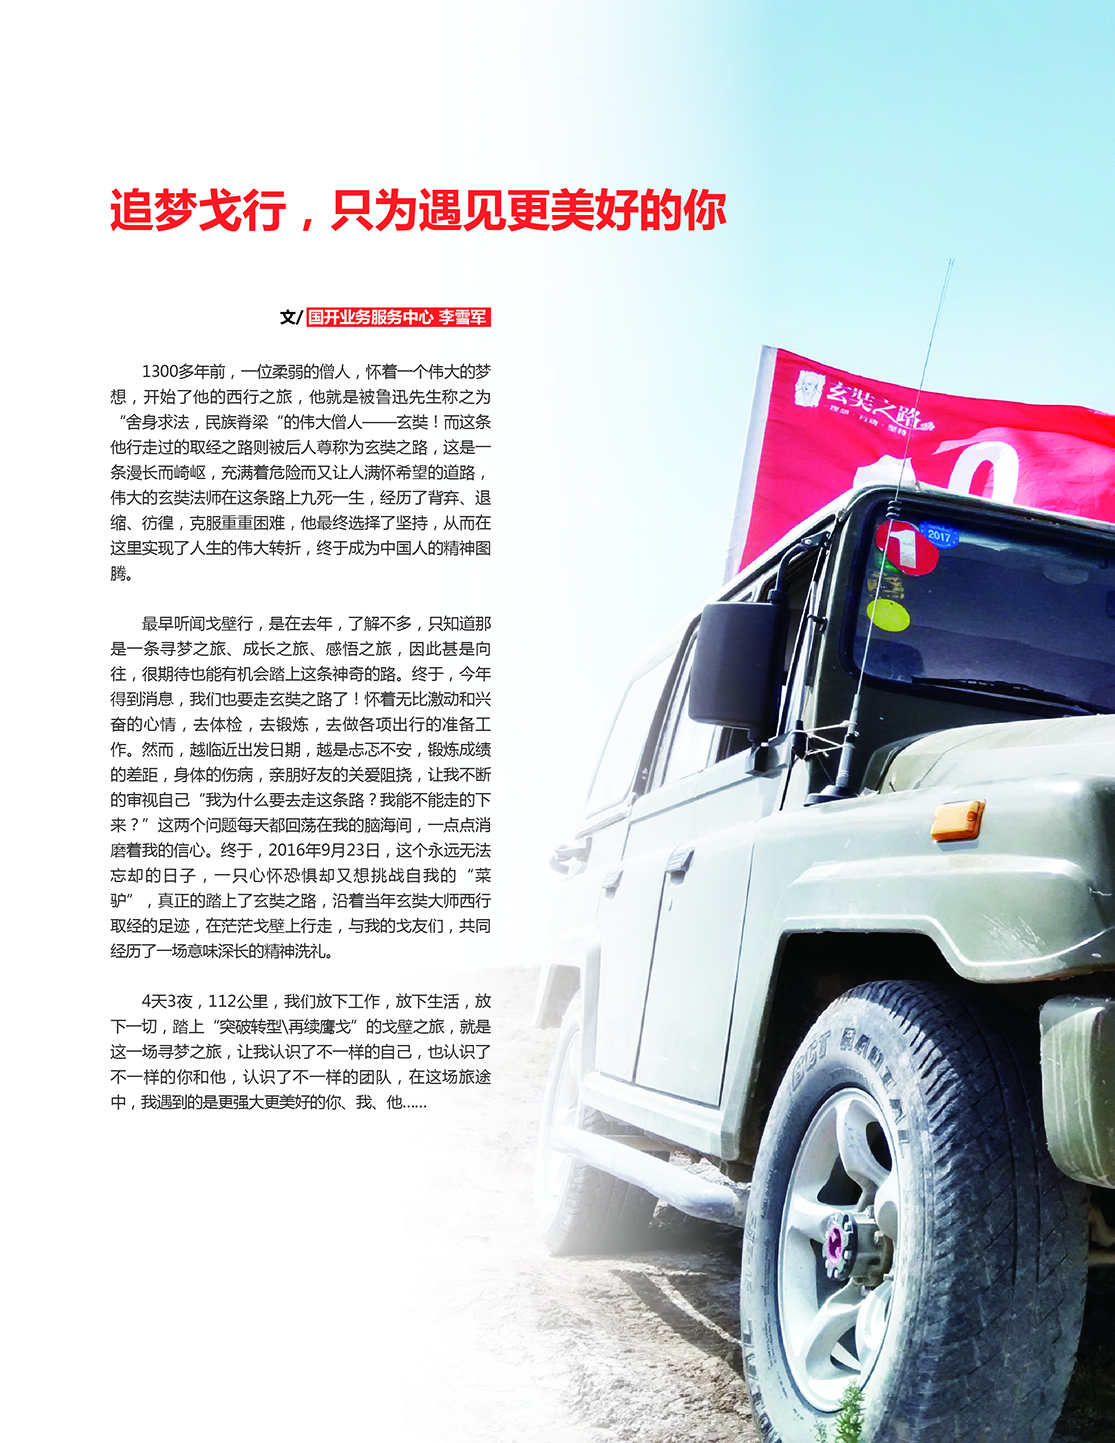 追梦戈行，只为遇见更美好的你
文/ 国开业务服务中心 李雪军
1300多年前，一位柔弱的僧人，怀着一个伟大的梦
想，开始了他的西行之旅，他就是被鲁迅先生称之为
“舍身求法，民族脊梁“的伟大僧人——玄奘！而这条
他行走过的取经之路则被后人尊称为玄奘之路，这是一
条漫长而崎岖，充满着危险而又让人满怀希望的道路，
伟大的玄奘法师在这条路上九死一生，经历了背弃、退
缩、彷徨，克服重重困难，他最终选择了坚持，从而在
这里实现了人生的伟大转折，终于成为中国人的精神图
腾。
最早听闻戈壁行，是在去年，了解不多，只知道那
是一条寻梦之旅、成长之旅、感悟之旅，因此甚是向
往，很期待也能有机会踏上这条神奇的路。终于，今年
得到消息，我们也要走玄奘之路了！怀着无比激动和兴
奋的心情，去体检，去锻炼，去做各项出行的准备工
作。然而，越临近出发日期，越是忐忑不安，锻炼成绩
的差距，身体的伤病，亲朋好友的关爱阻挠，让我不断
的审视自己“我为什么要去走这条路？我能不能走的下
来？”这两个问题每天都回荡在我的脑海间，一点点消
磨着我的信心。终于，2016年9月23日，这个永远无法
忘却的日子，一只心怀恐惧却又想挑战自我的“菜
驴”，真正的踏上了玄奘之路，沿着当年玄奘大师西行
取经的足迹，在茫茫戈壁上行走，与我的戈友们，共同
经历了一场意味深长的精神洗礼。
4天3夜，112公里，我们放下工作，放下生活，放
下一切，踏上“突破转型\再续鹰戈”的戈壁之旅，就是
这一场寻梦之旅，让我认识了不一样的自己，也认识了
不一样的你和他，认识了不一样的团队，在这场旅途
中，我遇到的是更强大更美好的你、我、他……
玄奘之路
理想·行动·坚持
1
2017